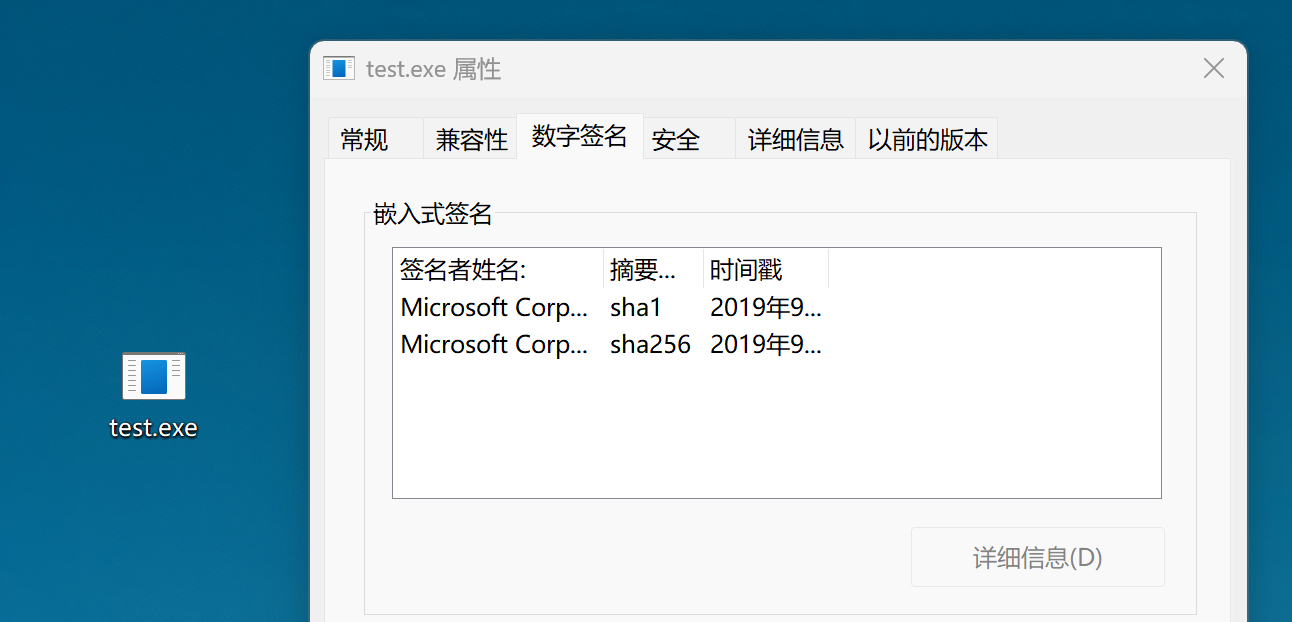 test.exe 属性
常规 兼容性 数字签名 安全 详细信息 以前的版本
嵌入式签名
签名者姓名: 摘要... 时间戳
Microsoft Corp... sha1 2019年9...
Microsoft Corp... sha256 2019年9...
详细信息(D)
test.exe